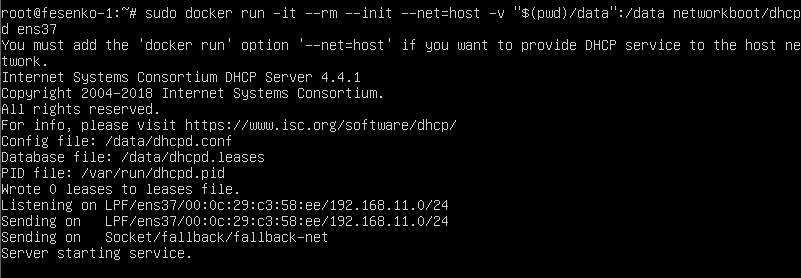 root@fesenko-1:~# sudo docker run -it --rm --init --net=host -v "$(pwd)/data":/data networkboot/dhcp
d ens37
You must add the 'docker run' option '--net=host' if you want to provide DHCP service to the host ne
twork.
Internet Systems Consortium DHCP Server 4.4.1
Copyright 2004-2018 Internet Systems Consortium.
All rights reserved.
For info, please visit https://www.isc.org/software/dhcp/
Config file: /data/dhcpd.conf
Database file: /data/dhcpd.leases
PID file: /var/run/dhcpd.pid
Wrote 0 leases to leases file.
Listening on LPF/ens37/00:0c:29:c3:58:ee/192.168.11.0/24
Sending on   LPF/ens37/00:0c:29:c3:58:ee/192.168.11.0/24
Sending on   Socket/fallback/fallback-net
Server starting service.